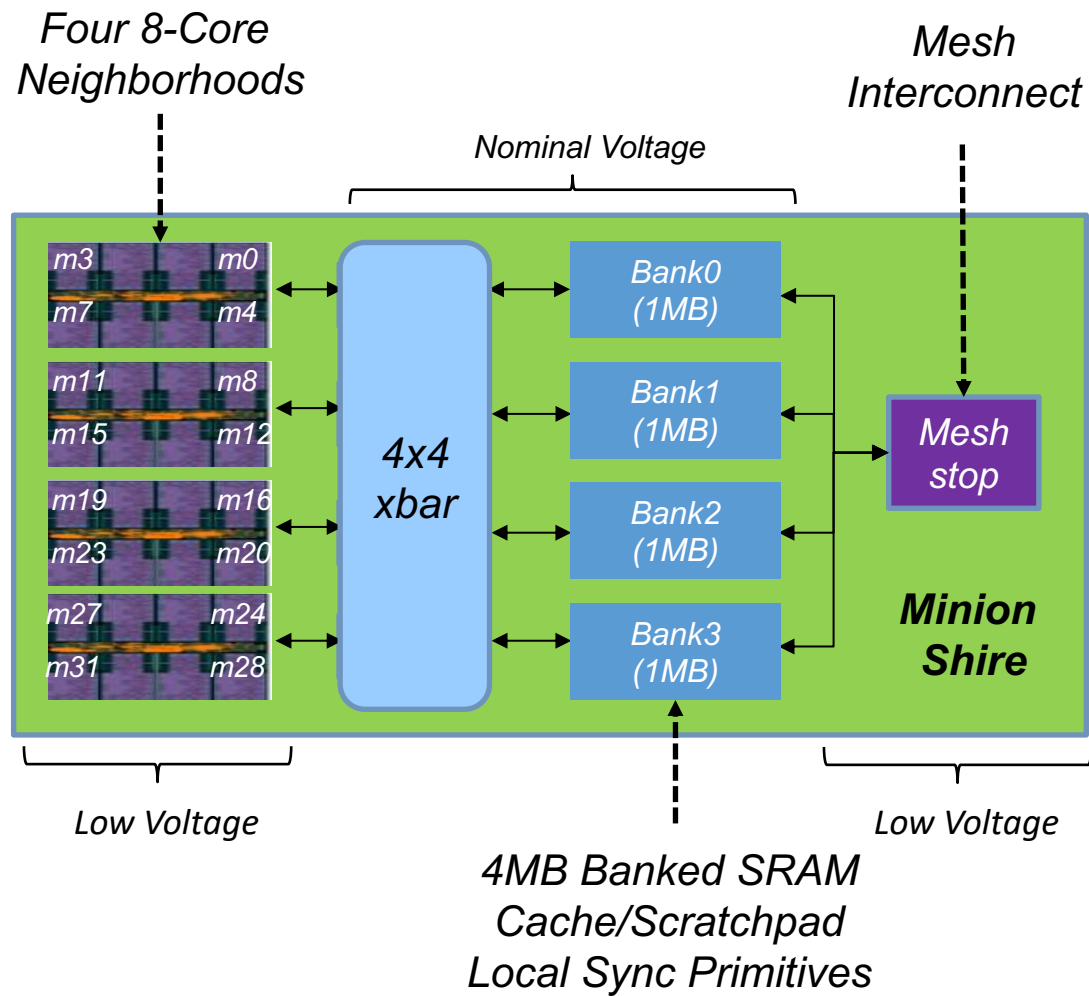 Four 8-Core
Neighborhoods
Mesh
Interconnect
Nominal Voltage
m3 m0
m7 m4
m11 m8
m15 m12
m19 m16
m23 m20
m27 m24
m31 m28
4x4
xbar
Bank0
(1MB)
Bank1
(1MB)
Bank2
(1MB)
Bank3
(1MB)
Mesh
stop
Minion
Shire
Low Voltage
Low Voltage
4MB Banked SRAM
Cache/Scratchpad
Local Sync Primitives